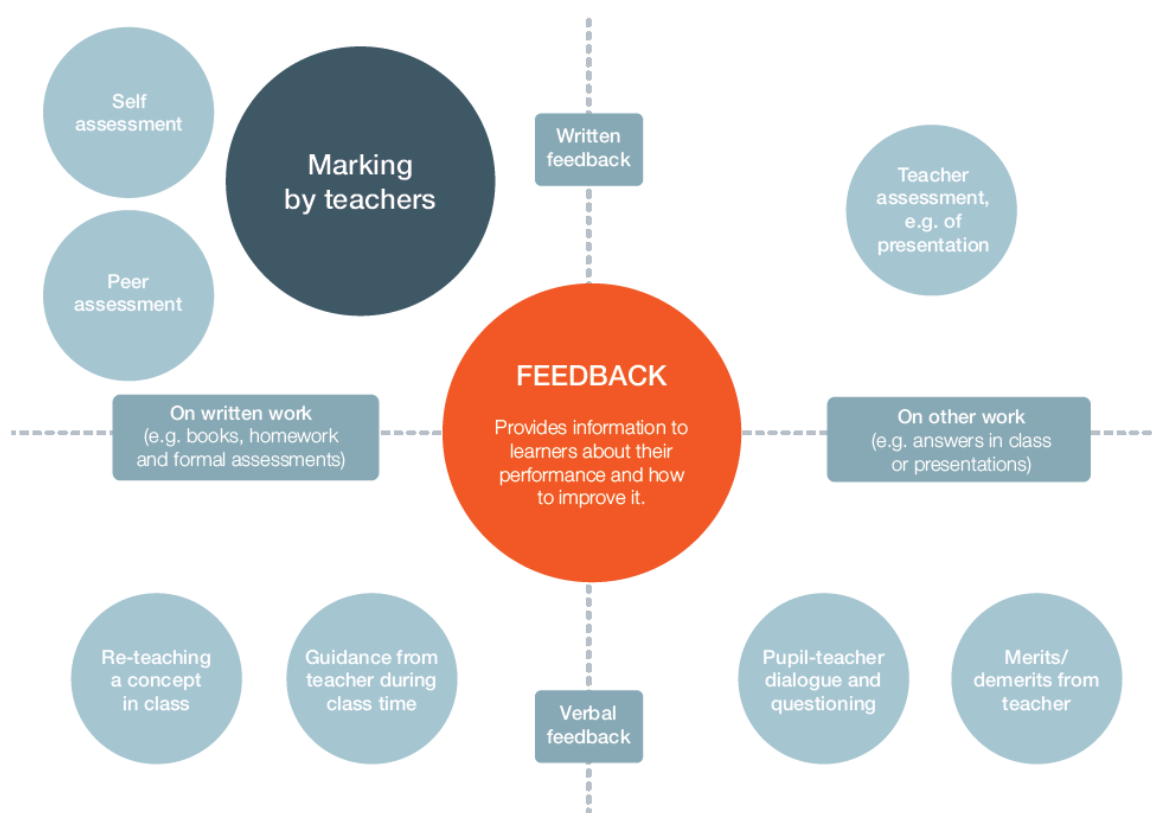 Self
assessment
Marking
by teachers
Written
feedback
Teacher
assessment,
e.g. of
presentation
Peer
assessment
FEEDBACK
Provides information to
learners about their
performance and how
to improve it.
On written work
(e.g. books, homework
and formal assessments)
On other work
(e.g. answers in class
or presentations)
Re-teaching
a concept
in class
Guidance from
teacher during
class time
Verbal
feedback
Pupil-teacher
dialogue and
questioning
Merits/
demerits from
teacher